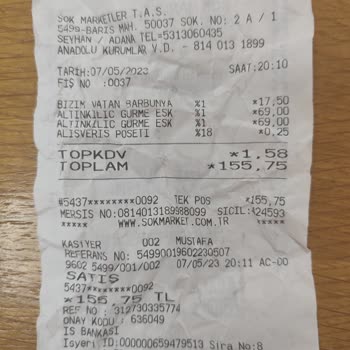 ŞOK MARKETLER T.A.S.
5499-BARIS MAH. 50037 SOK. NO: 2 A / 1
SEYHAN / ADANA TEL=5313060435
ANADOLU KURUMLAR V.D. - 814 013 1899
TARİH:07/05/2023 SAAT:20:10
FİŞ NO :0037
BIZIM VATAN BARBUNYA %1 *17,50
ALTINKILIC GURME ESK %1 *69,00
ALTINKILIC GURME ESK %1 *69,00
ALISVERIS POSETI %18 *0,25
TOPKDV *1,58
TOPLAM *155,75
#5437********0092 TEK POS *155,75
MERSIS NO:0814013189988099 SICIL:424593
***** WWW.SOKMARKET.COM.TR *****
KASIYER 002 MUSTAFA
REFERANS NO: 54990019602230507
9602 5499/001/002 07/05/23 20:11 AC-00
SATIŞ
5437********0092
*155,75 TL
REF NO : 312730335774
ONAY KODU : 636049
IS BANKASI
Isyeri ID:000000659479513 Sira No:8